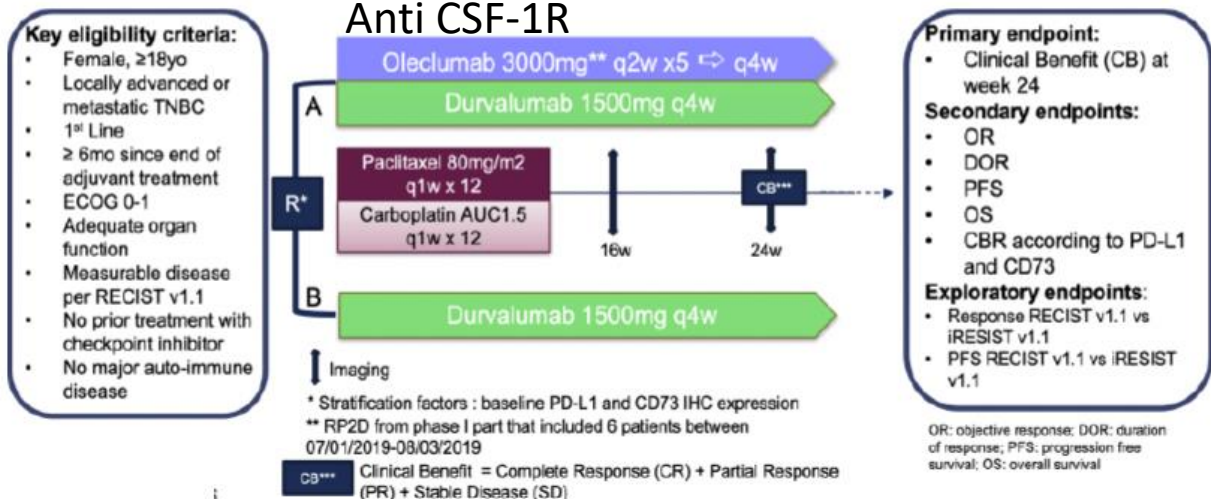 Anti CSF-1R
Key eligibility criteria:
• Female, ≥18yo
• Locally advanced or
metastatic TNBC
• 1st Line
• ≥ 6mo since end of
adjuvant treatment
• ECOG 0-1
• Adequate organ
function
• Measurable disease
per RECIST v1.1
• No prior treatment with
checkpoint inhibitor
• No major auto-immune
disease
R*
A
Oleclumab 3000mg** q2w x5 ⇨ q4w
Durvalumab 1500mg q4w
Paclitaxel 80mg/m2
q1w x 12
Carboplatin AUC1.5
q1w x 12
16w
CB***
24w
B
Durvalumab 1500mg q4w
Imaging
* Stratification factors : baseline PD-L1 and CD73 IHC expression
** RP2D from phase I part that included 6 patients between
07/01/2019-08/03/2019
CB***
Clinical Benefit = Complete Response (CR) + Partial Response
(PR) + Stable Disease (SD)
Primary endpoint:
• Clinical Benefit (CB) at
week 24
Secondary endpoints:
• OR
• DOR
• PFS
• OS
• CBR according to PD-L1
and CD73
Exploratory endpoints:
• Response RECIST v1.1 vs
iRESIST v1.1
• PFS RECIST v1.1 vs iRESIST
v1.1
OR: objective response; DOR: duration
of response; PFS: progression free
survival; OS: overall survival